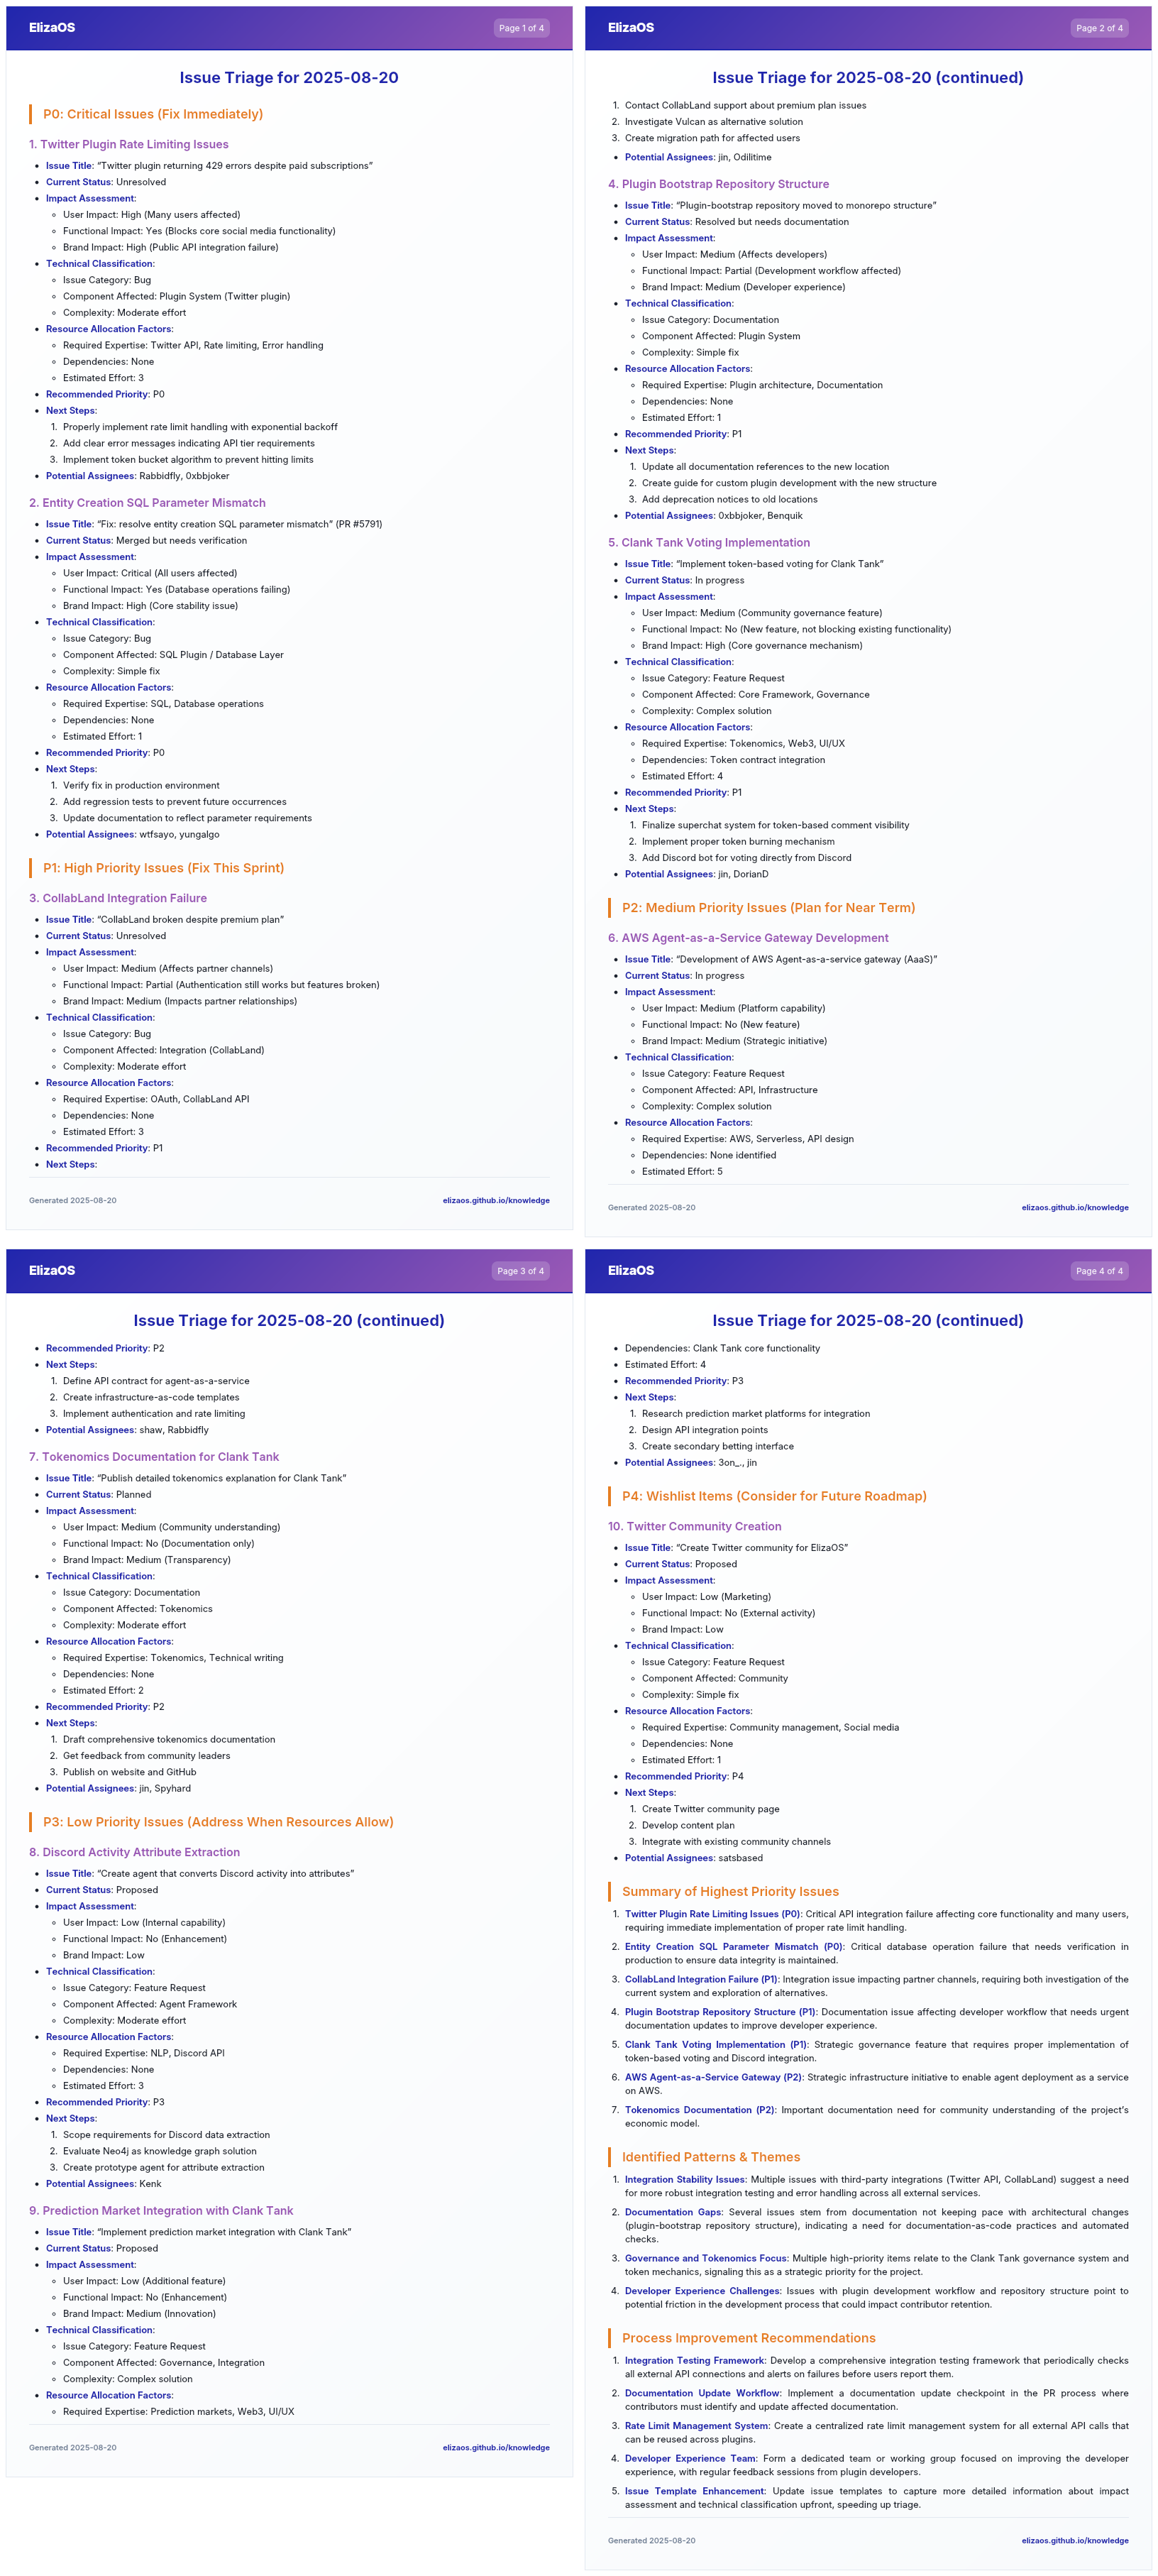 ElizaOS
Page 1 of 4
Issue Triage for 2025-08-20
P0: Critical Issues (Fix Immediately)
1. Twitter Plugin Rate Limiting Issues
• Issue Title: “Twitter plugin returning 429 errors despite paid subscriptions”
• Current Status: Unresolved
• Impact Assessment:
◦ User Impact: High (Many users affected)
◦ Functional Impact: Yes (Blocks core social media functionality)
◦ Brand Impact: High (Public API integration failure)
• Technical Classification:
◦ Issue Category: Bug
◦ Component Affected: Plugin System (Twitter plugin)
◦ Complexity: Moderate effort
• Resource Allocation Factors:
◦ Required Expertise: Twitter API, Rate limiting, Error handling
◦ Dependencies: None
◦ Estimated Effort: 3
• Recommended Priority: P0
• Next Steps:
1. Properly implement rate limit handling with exponential backoff
2. Add clear error messages indicating API tier requirements
3. Implement token bucket algorithm to prevent hitting limits
• Potential Assignees: Rabbidfly, 0xbbjoker
2. Entity Creation SQL Parameter Mismatch
• Issue Title: “Fix: resolve entity creation SQL parameter mismatch” (PR #5791)
• Current Status: Merged but needs verification
• Impact Assessment:
◦ User Impact: Critical (All users affected)
◦ Functional Impact: Yes (Database operations failing)
◦ Brand Impact: High (Core stability issue)
• Technical Classification:
◦ Issue Category: Bug
◦ Component Affected: SQL Plugin / Database Layer
◦ Complexity: Simple fix
• Resource Allocation Factors:
◦ Required Expertise: SQL, Database operations
◦ Dependencies: None
◦ Estimated Effort: 1
• Recommended Priority: P0
• Next Steps:
1. Verify fix in production environment
2. Add regression tests to prevent future occurrences
3. Update documentation to reflect parameter requirements
• Potential Assignees: wtfsayo, yungalgo
P1: High Priority Issues (Fix This Sprint)
3. CollabLand Integration Failure
• Issue Title: “CollabLand broken despite premium plan”
• Current Status: Unresolved
• Impact Assessment:
◦ User Impact: Medium (Affects partner channels)
◦ Functional Impact: Partial (Authentication still works but features broken)
◦ Brand Impact: Medium (Impacts partner relationships)
• Technical Classification:
◦ Issue Category: Bug
◦ Component Affected: Integration (CollabLand)
◦ Complexity: Moderate effort
• Resource Allocation Factors:
◦ Required Expertise: OAuth, CollabLand API
◦ Dependencies: None
◦ Estimated Effort: 3
• Recommended Priority: P1
• Next Steps:
Generated 2025-08-20
elizaos.github.io/knowledge
ElizaOS
Page 2 of 4
Issue Triage for 2025-08-20 (continued)
1. Contact CollabLand support about premium plan issues
2. Investigate Vulcan as alternative solution
3. Create migration path for affected users
• Potential Assignees: jin, Odilitime
4. Plugin Bootstrap Repository Structure
• Issue Title: “Plugin-bootstrap repository moved to monorepo structure”
• Current Status: Resolved but needs documentation
• Impact Assessment:
◦ User Impact: Medium (Affects developers)
◦ Functional Impact: Partial (Development workflow affected)
◦ Brand Impact: Medium (Developer experience)
• Technical Classification:
◦ Issue Category: Documentation
◦ Component Affected: Plugin System
◦ Complexity: Simple fix
• Resource Allocation Factors:
◦ Required Expertise: Plugin architecture, Documentation
◦ Dependencies: None
◦ Estimated Effort: 1
• Recommended Priority: P1
• Next Steps:
1. Update all documentation references to the new location
2. Create guide for custom plugin development with the new structure
3. Add deprecation notices to old locations
• Potential Assignees: 0xbbjoker, Benquik
5. Clank Tank Voting Implementation
• Issue Title: “Implement token-based voting for Clank Tank”
• Current Status: In progress
• Impact Assessment:
◦ User Impact: Medium (Community governance feature)
◦ Functional Impact: No (New feature, not blocking existing functionality)
◦ Brand Impact: High (Core governance mechanism)
• Technical Classification:
◦ Issue Category: Feature Request
◦ Component Affected: Core Framework, Governance
◦ Complexity: Complex solution
• Resource Allocation Factors:
◦ Required Expertise: Tokenomics, Web3, UI/UX
◦ Dependencies: Token contract integration
◦ Estimated Effort: 4
• Recommended Priority: P1
• Next Steps:
1. Finalize superchat system for token-based comment visibility
2. Implement proper token burning mechanism
3. Add Discord bot for voting directly from Discord
• Potential Assignees: jin, DorianD
P2: Medium Priority Issues (Plan for Near Term)
6. AWS Agent-as-a-Service Gateway Development
• Issue Title: “Development of AWS Agent-as-a-service gateway (AaaS)”
• Current Status: In progress
• Impact Assessment:
◦ User Impact: Medium (Platform capability)
◦ Functional Impact: No (New feature)
◦ Brand Impact: Medium (Strategic initiative)
• Technical Classification:
◦ Issue Category: Feature Request
◦ Component Affected: API, Infrastructure
◦ Complexity: Complex solution
• Resource Allocation Factors:
◦ Required Expertise: AWS, Serverless, API design
◦ Dependencies: None identified
◦ Estimated Effort: 5
Generated 2025-08-20
elizaos.github.io/knowledge
ElizaOS
Page 3 of 4
Issue Triage for 2025-08-20 (continued)
• Recommended Priority: P2
• Next Steps:
1. Define API contract for agent-as-a-service
2. Create infrastructure-as-code templates
3. Implement authentication and rate limiting
• Potential Assignees: shaw, Rabbidfly
7. Tokenomics Documentation for Clank Tank
• Issue Title: “Publish detailed tokenomics explanation for Clank Tank”
• Current Status: Planned
• Impact Assessment:
◦ User Impact: Medium (Community understanding)
◦ Functional Impact: No (Documentation only)
◦ Brand Impact: Medium (Transparency)
• Technical Classification:
◦ Issue Category: Documentation
◦ Component Affected: Tokenomics
◦ Complexity: Moderate effort
• Resource Allocation Factors:
◦ Required Expertise: Tokenomics, Technical writing
◦ Dependencies: None
◦ Estimated Effort: 2
• Recommended Priority: P2
• Next Steps:
1. Draft comprehensive tokenomics documentation
2. Get feedback from community leaders
3. Publish on website and GitHub
• Potential Assignees: jin, Spyhard
P3: Low Priority Issues (Address When Resources Allow)
8. Discord Activity Attribute Extraction
• Issue Title: “Create agent that converts Discord activity into attributes”
• Current Status: Proposed
• Impact Assessment:
◦ User Impact: Low (Internal capability)
◦ Functional Impact: No (Enhancement)
◦ Brand Impact: Low
• Technical Classification:
◦ Issue Category: Feature Request
◦ Component Affected: Agent Framework
◦ Complexity: Moderate effort
• Resource Allocation Factors:
◦ Required Expertise: NLP, Discord API
◦ Dependencies: None
◦ Estimated Effort: 3
• Recommended Priority: P3
• Next Steps:
1. Scope requirements for Discord data extraction
2. Evaluate Neo4j as knowledge graph solution
3. Create prototype agent for attribute extraction
• Potential Assignees: Kenk
9. Prediction Market Integration with Clank Tank
• Issue Title: “Implement prediction market integration with Clank Tank”
• Current Status: Proposed
• Impact Assessment:
◦ User Impact: Low (Additional feature)
◦ Functional Impact: No (Enhancement)
◦ Brand Impact: Medium (Innovation)
• Technical Classification:
◦ Issue Category: Feature Request
◦ Component Affected: Governance, Integration
◦ Complexity: Complex solution
• Resource Allocation Factors:
◦ Required Expertise: Prediction markets, Web3, UI/UX
Generated 2025-08-20
elizaos.github.io/knowledge
ElizaOS
Page 4 of 4
Issue Triage for 2025-08-20 (continued)
• Dependencies: Clank Tank core functionality
• Estimated Effort: 4
• Recommended Priority: P3
• Next Steps:
1. Research prediction market platforms for integration
2. Design API integration points
3. Create secondary betting interface
• Potential Assignees: 3on_., jin
P4: Wishlist Items (Consider for Future Roadmap)
10. Twitter Community Creation
• Issue Title: “Create Twitter community for ElizaOS”
• Current Status: Proposed
• Impact Assessment:
◦ User Impact: Low (Marketing)
◦ Functional Impact: No (External activity)
◦ Brand Impact: Low
• Technical Classification:
◦ Issue Category: Feature Request
◦ Component Affected: Community
◦ Complexity: Simple fix
• Resource Allocation Factors:
◦ Required Expertise: Community management, Social media
◦ Dependencies: None
◦ Estimated Effort: 1
• Recommended Priority: P4
• Next Steps:
1. Create Twitter community page
2. Develop content plan
3. Integrate with existing community channels
• Potential Assignees: satsbased
Summary of Highest Priority Issues
1. Twitter Plugin Rate Limiting Issues (P0): Critical API integration failure affecting core functionality and many users,
requiring immediate implementation of proper rate limit handling.
2. Entity Creation SQL Parameter Mismatch (P0): Critical database operation failure that needs verification in
production to ensure data integrity is maintained.
3. CollabLand Integration Failure (P1): Integration issue impacting partner channels, requiring both investigation of the
current system and exploration of alternatives.
4. Plugin Bootstrap Repository Structure (P1): Documentation issue affecting developer workflow that needs urgent
documentation updates to improve developer experience.
5. Clank Tank Voting Implementation (P1): Strategic governance feature that requires proper implementation of
token-based voting and Discord integration.
6. AWS Agent-as-a-Service Gateway (P2): Strategic infrastructure initiative to enable agent deployment as a service
on AWS.
7. Tokenomics Documentation (P2): Important documentation need for community understanding of the project's
economic model.
Identified Patterns & Themes
1. Integration Stability Issues: Multiple issues with third-party integrations (Twitter API, CollabLand) suggest a need
for more robust integration testing and error handling across all external services.
2. Documentation Gaps: Several issues stem from documentation not keeping pace with architectural changes
(plugin-bootstrap repository structure), indicating a need for documentation-as-code practices and automated
checks.
3. Governance and Tokenomics Focus: Multiple high-priority items relate to the Clank Tank governance system and
token mechanics, signaling this as a strategic priority for the project.
4. Developer Experience Challenges: Issues with plugin development workflow and repository structure point to
potential friction in the development process that could impact contributor retention.
Process Improvement Recommendations
1. Integration Testing Framework: Develop a comprehensive integration testing framework that periodically checks
all external API connections and alerts on failures before users report them.
2. Documentation Update Workflow: Implement a documentation update checkpoint in the PR process where
contributors must identify and update affected documentation.
3. Rate Limit Management System: Create a centralized rate limit management system for all external API calls that
can be reused across plugins.
4. Developer Experience Team: Form a dedicated team or working group focused on improving the developer
experience, with regular feedback sessions from plugin developers.
5. Issue Template Enhancement: Update issue templates to capture more detailed information about impact
assessment and technical classification upfront, speeding up triage.
Generated 2025-08-20
elizaos.github.io/knowledge